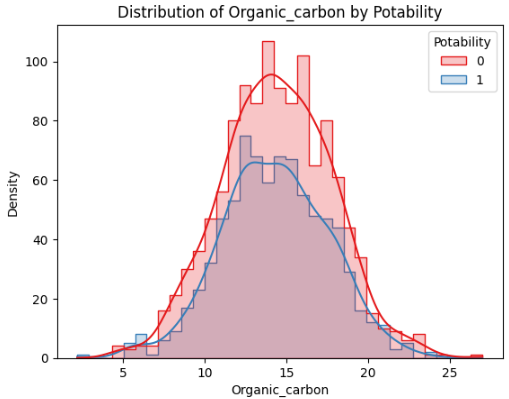 Distribution of Organic_carbon by Potability
Potability
0
1
100
80
60
40
20
0
Density
5 10 15 20 25
Organic_carbon